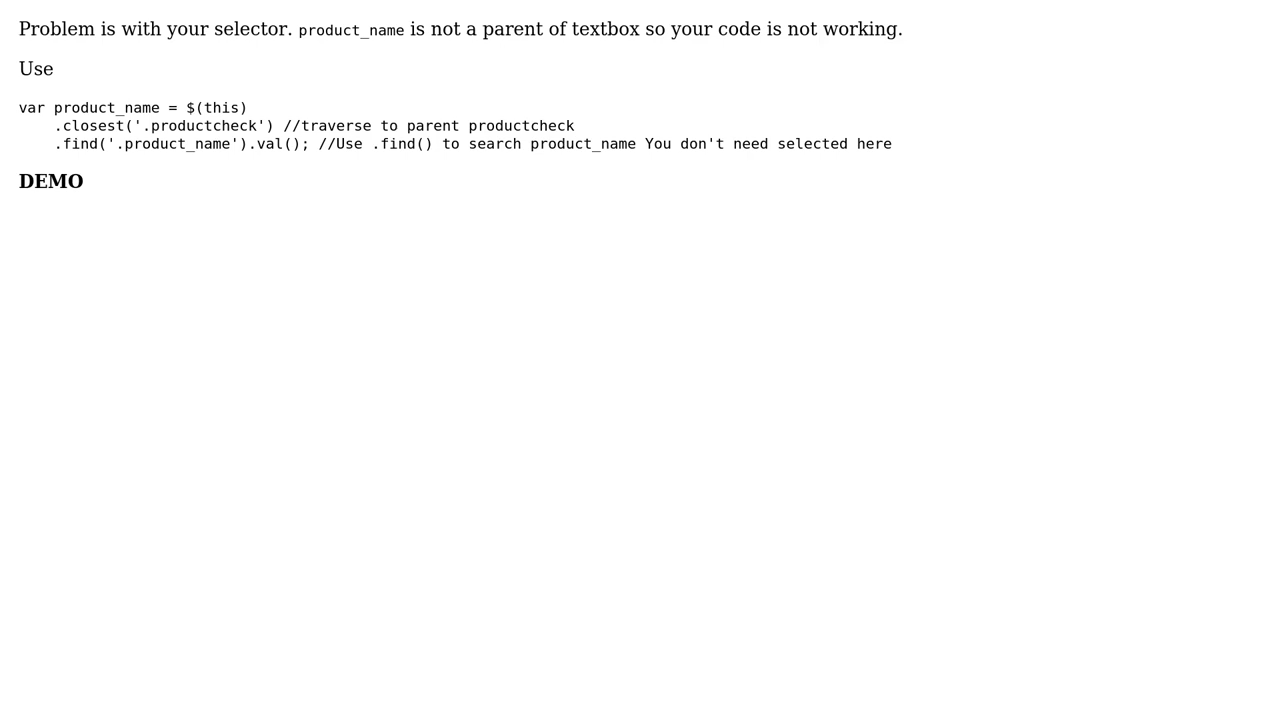 Problem is with your selector. product_name is not a parent of textbox so your code is not working.
Use
var product_name = $(this)
    .closest('.productcheck') //traverse to parent productcheck
    .find('.product_name').val(); //Use .find() to search product_name You don't need selected here
DEMO